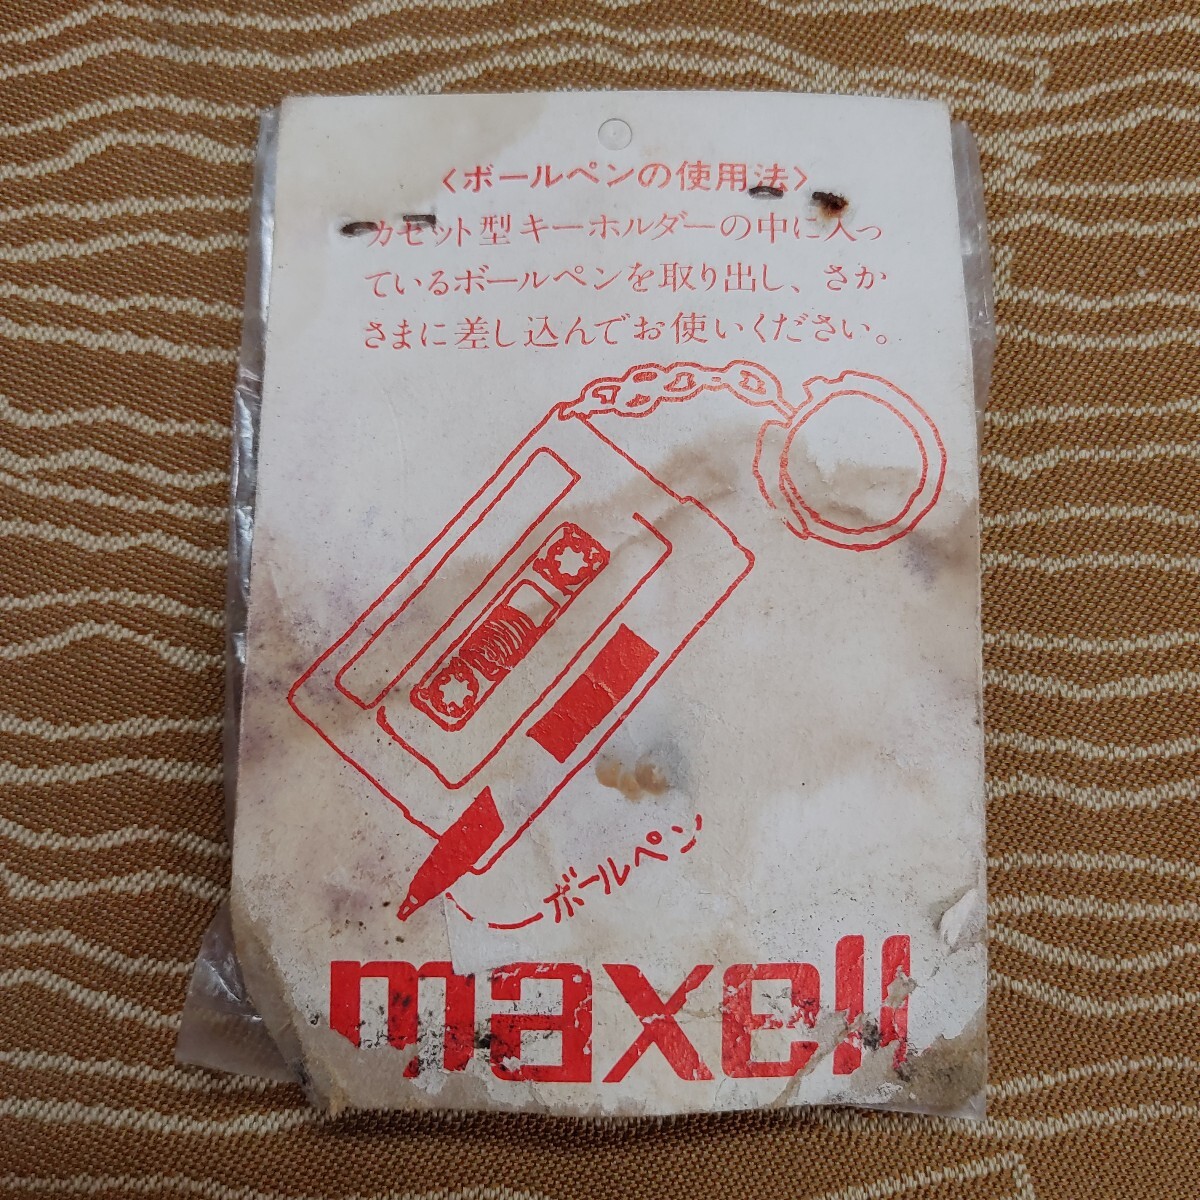 〈ボールペンの使用法〉
カセット型キーホルダーの中に入っ
ているボールペンを取り出し、さか
さまに差し込んでお使いください。
ボールペン
maxell